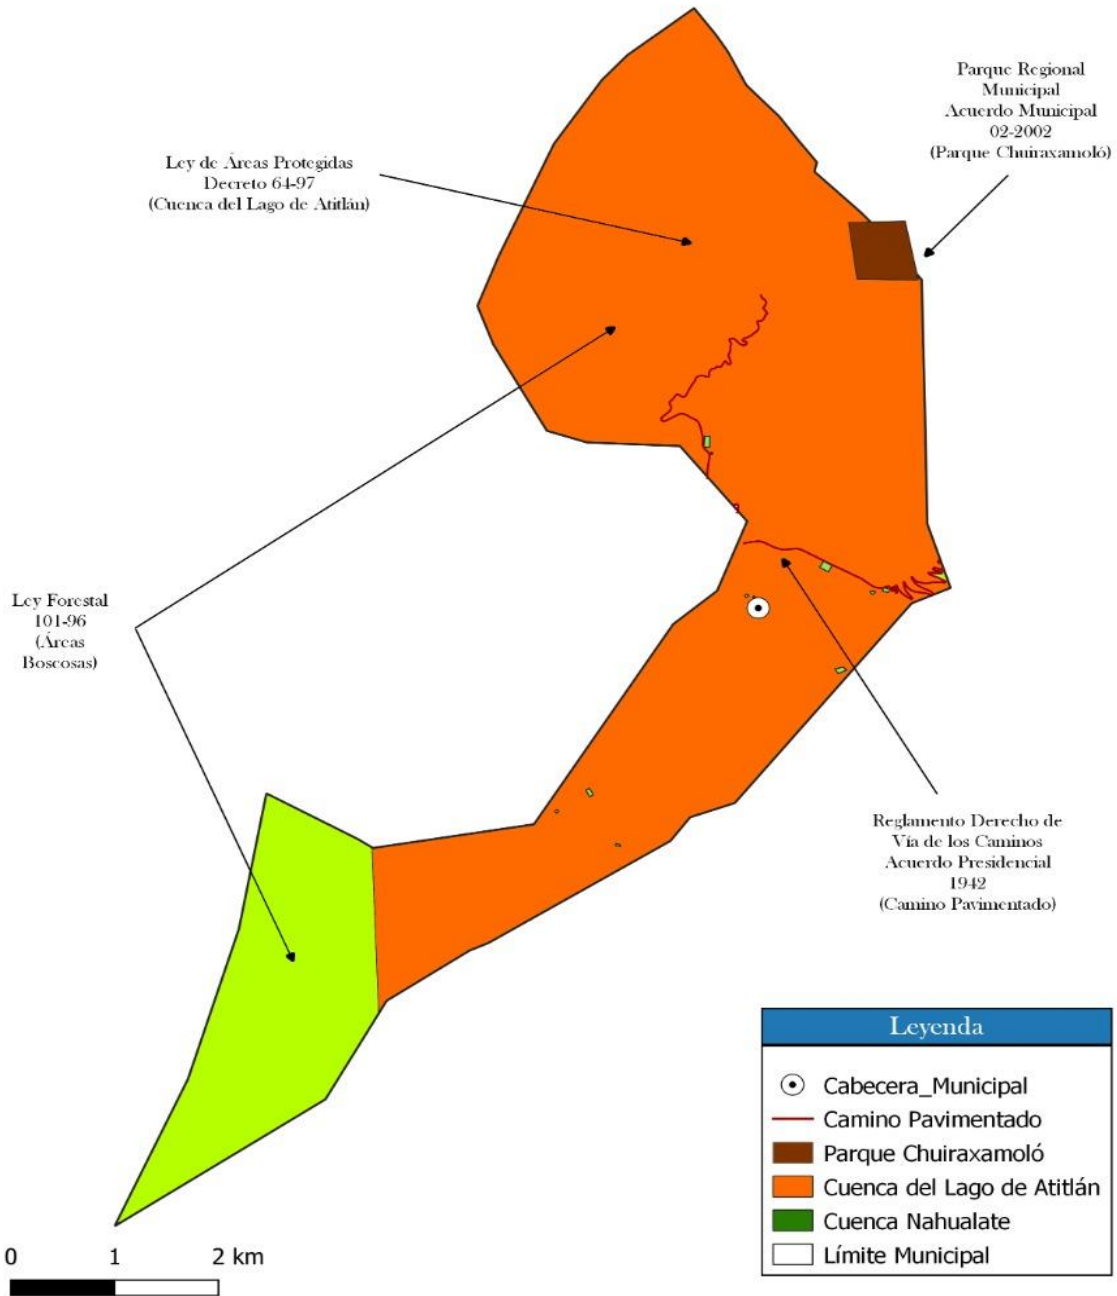 Parque Regional
Municipal
Acuerdo Municipal
02-2002
(Parque Chuiraxamoló)
Ley de Áreas Protegidas
Decreto 64-97
(Cuenca del Lago de Atitlán)
Ley Forestal
101-96
(Áreas
Boscosas)
Reglamento Derecho de
Vía de los Caminos
Acuerdo Presidencial
1942
(Camino Pavimentado)
Leyenda
Cabecera_Municipal
Camino Pavimentado
Parque Chuiraxamoló
Cuenca del Lago de Atitlán
Cuenca Nahualate
Límite Municipal
0 1 2 km